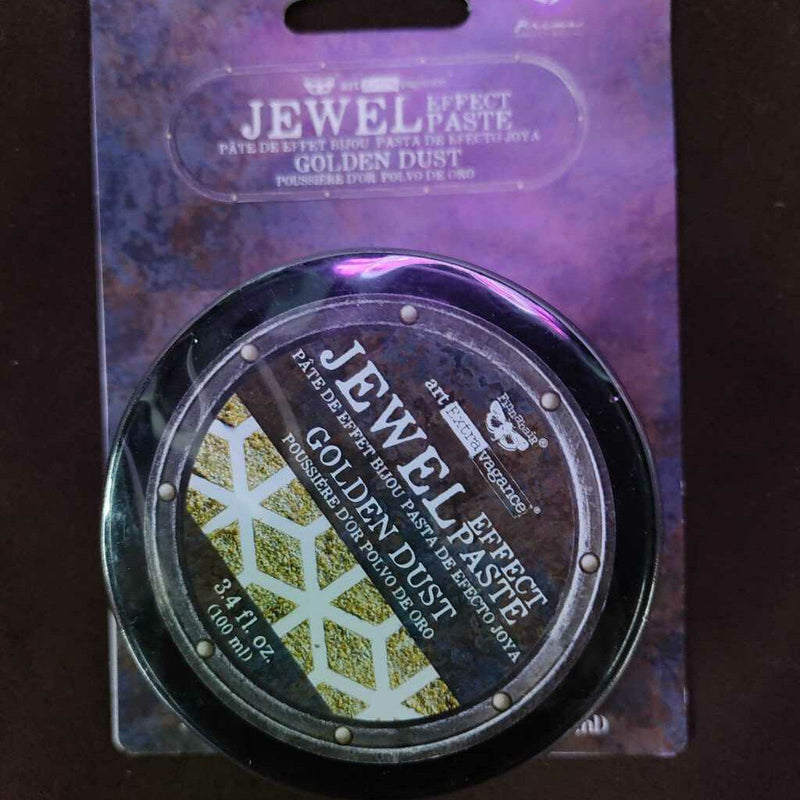 prima
art Extravagance
JEWEL EFFECT PASTE
PÂTE DE EFFET BIJOU PASTA DE EFECTO JOYA
GOLDEN DUST
POUSSIÈRE D'OR POLVO DE ORO
Finnabair®
art Extravagance®
JEWEL EFFECT PASTE
PÂTE DE EFFET BIJOU PASTA DE EFECTO JOYA
GOLDEN DUST
POUSSIÈRE D'OR POLVO DE ORO
3.4 fl. oz.
(100 ml)